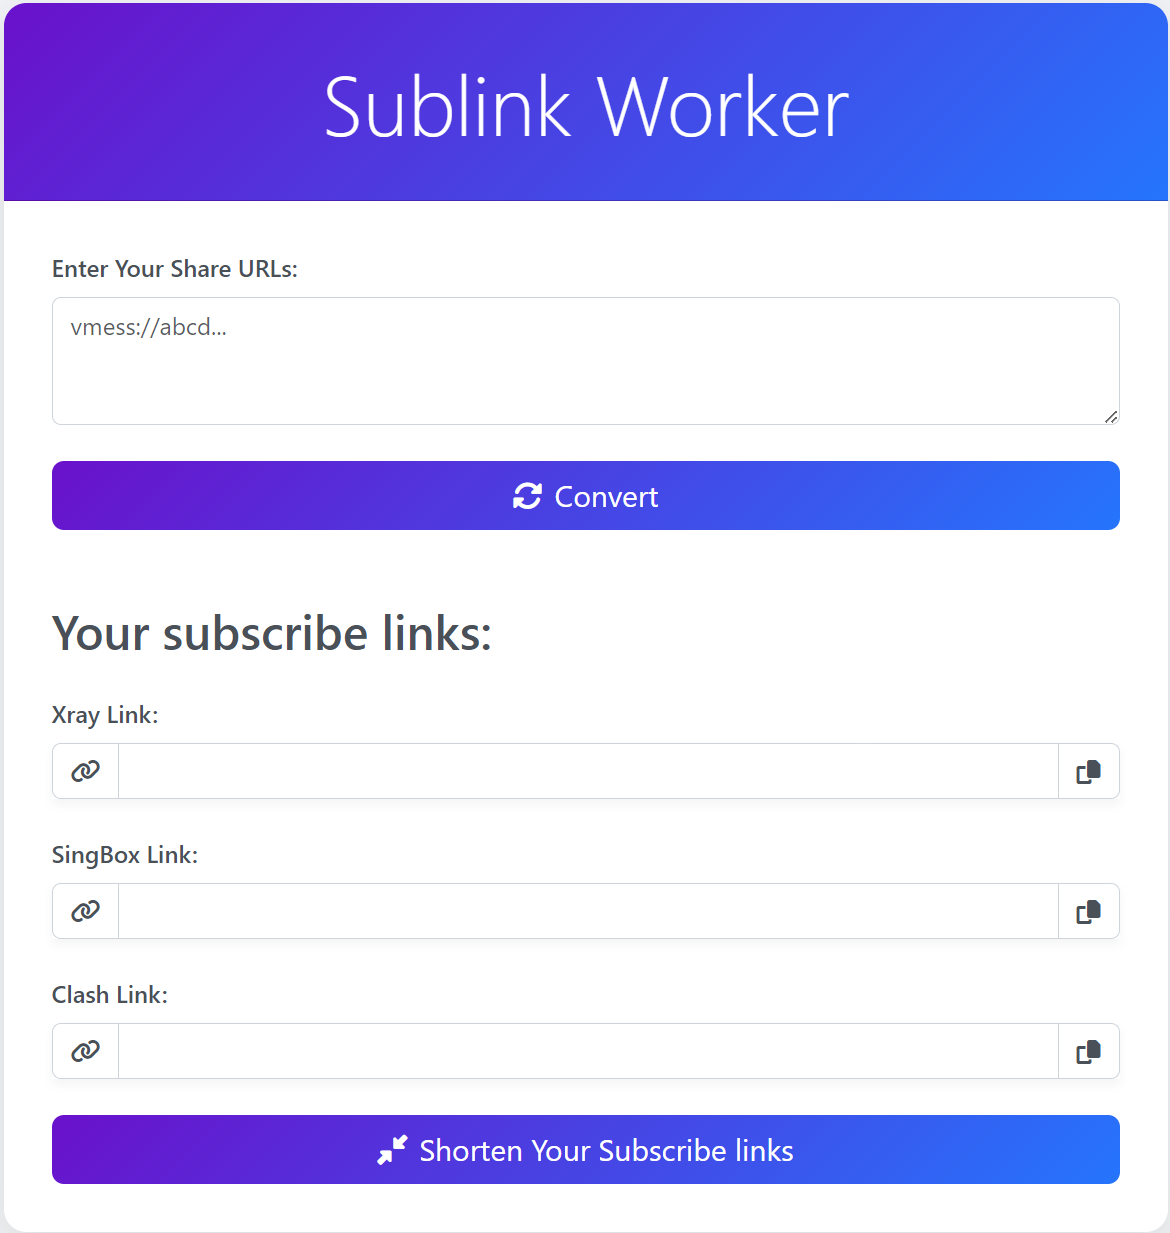 Sublink Worker
Enter Your Share URLs:
vmess://abcd...
Convert
Your subscribe links:
Xray Link:
SingBox Link:
Clash Link:
Shorten Your Subscribe links